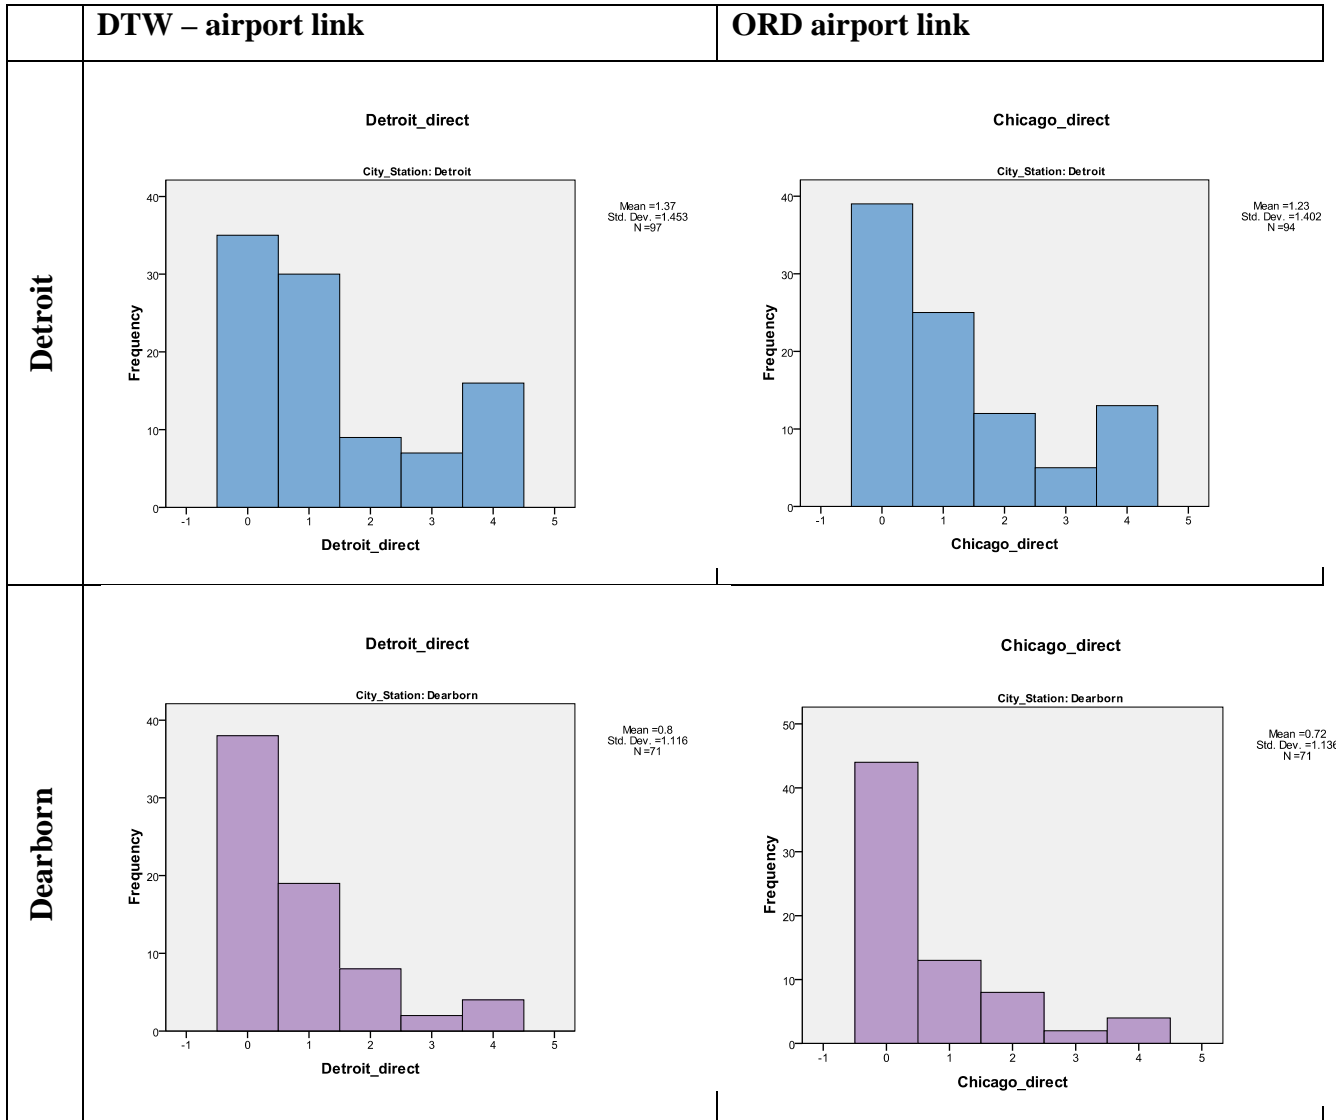 DTW – airport link
ORD airport link
Detroit
Detroit_direct
City_Station: Detroit
Mean =1.37
Std. Dev. =1.453
N =97
Frequency
40
30
20
10
0
-1 0 1 2 3 4 5
Detroit_direct
Chicago_direct
City_Station: Detroit
Mean =1.23
Std. Dev. =1.402
N =94
Frequency
40
30
20
10
0
-1 0 1 2 3 4 5
Chicago_direct
Dearborn
Detroit_direct
City_Station: Dearborn
Mean =0.8
Std. Dev. =1.116
N =71
Frequency
40
30
20
10
0
-1 0 1 2 3 4 5
Detroit_direct
Chicago_direct
City_Station: Dearborn
Mean =0.72
Std. Dev. =1.136
N =71
Frequency
50
40
30
20
10
0
-1 0 1 2 3 4 5
Chicago_direct